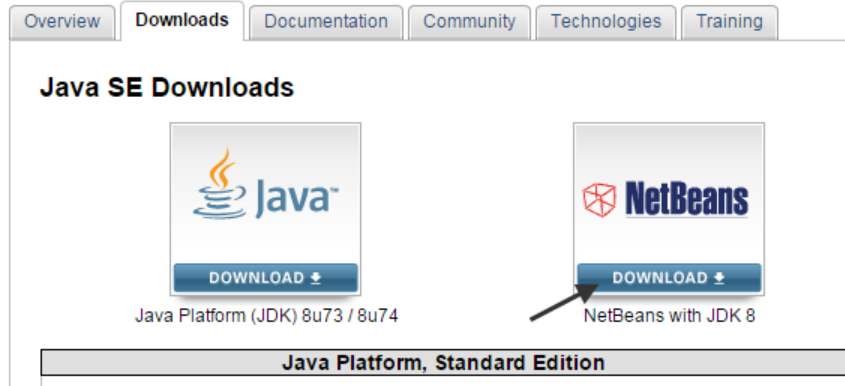 Overview Downloads Documentation Community Technologies Training
Java SE Downloads
Java™ NetBeans
DOWNLOAD DOWNLOAD
Java Platform (JDK) 8u73 / 8u74 NetBeans with JDK 8
Java Platform, Standard Edition